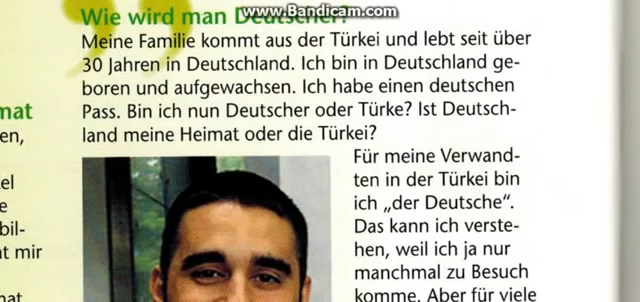 www.Bandicam.com
Wie wird man Deutscher?
Meine Familie kommt aus der Türkei und lebt seit über
30 Jahren in Deutschland. Ich bin in Deutschland ge-
boren und aufgewachsen. Ich habe einen deutschen
Pass. Bin ich nun Deutscher oder Türke? Ist Deutsch-
land meine Heimat oder die Türkei?
Für meine Verwand-
ten in der Türkei bin
ich „der Deutsche“.
Das kann ich verste-
hen, weil ich ja nur
manchmal zu Besuch
komme. Aber für viele
mat
en,
el
e
bil-
t mir
nat